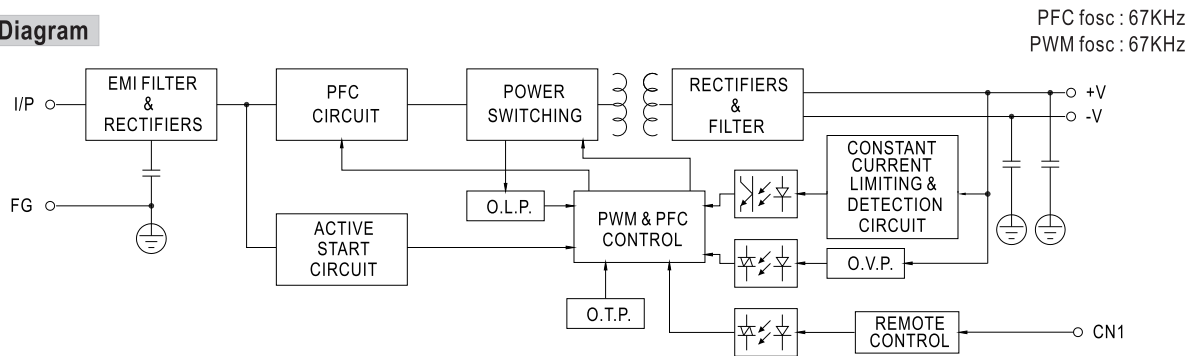 Diagram
PFC fosc : 67KHz
PWM fosc : 67KHz
I/P
EMI FILTER
&
RECTIFIERS
PFC
CIRCUIT
POWER
SWITCHING
RECTIFIERS
&
FILTER
+V
-V
CONSTANT
CURRENT
LIMITING &
DETECTION
CIRCUIT
FG
O.L.P.
PWM & PFC
CONTROL
ACTIVE
START
CIRCUIT
O.V.P.
O.T.P.
REMOTE
CONTROL
CN1